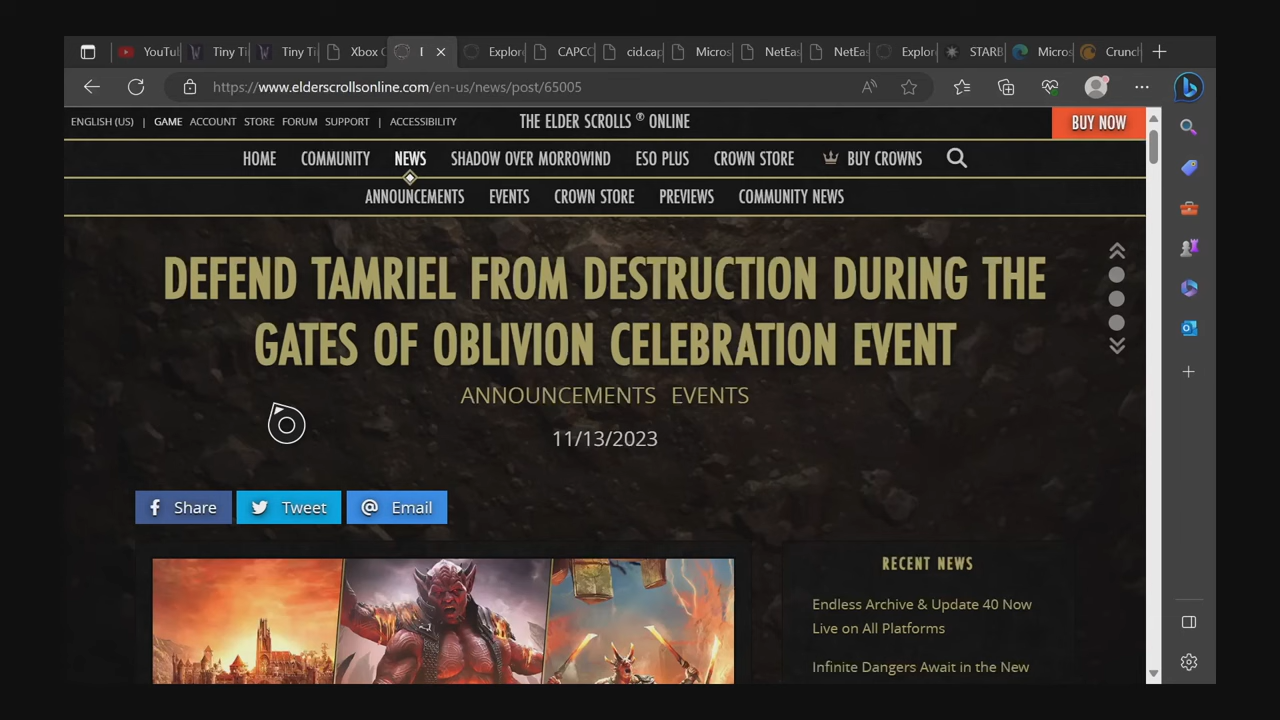 YouTu
Tiny Ti
Tiny Ti
Xbox
Explor
CAPCO
cid.cap
Micros
NetEas
NetEa
Explor
STARB
Micros
Crunch
https://www.elderscrollsonline.com/en-us/news/post/65005
ENGLISH (US) | GAME ACCOUNT STORE FORUM SUPPORT | ACCESSIBILITY
THE ELDER SCROLLS ® ONLINE
BUY NOW
HOME COMMUNITY NEWS SHADOW OVER MORROWIND ESO PLUS CROWN STORE BUY CROWNS
ANNOUNCEMENTS EVENTS CROWN STORE PREVIEWS COMMUNITY NEWS
DEFEND TAMRIEL FROM DESTRUCTION DURING THE
GATES OF OBLIVION CELEBRATION EVENT
ANNOUNCEMENTS EVENTS
11/13/2023
Share Tweet Email
RECENT NEWS
Endless Archive & Update 40 Now
Live on All Platforms
Infinite Dangers Await in the New